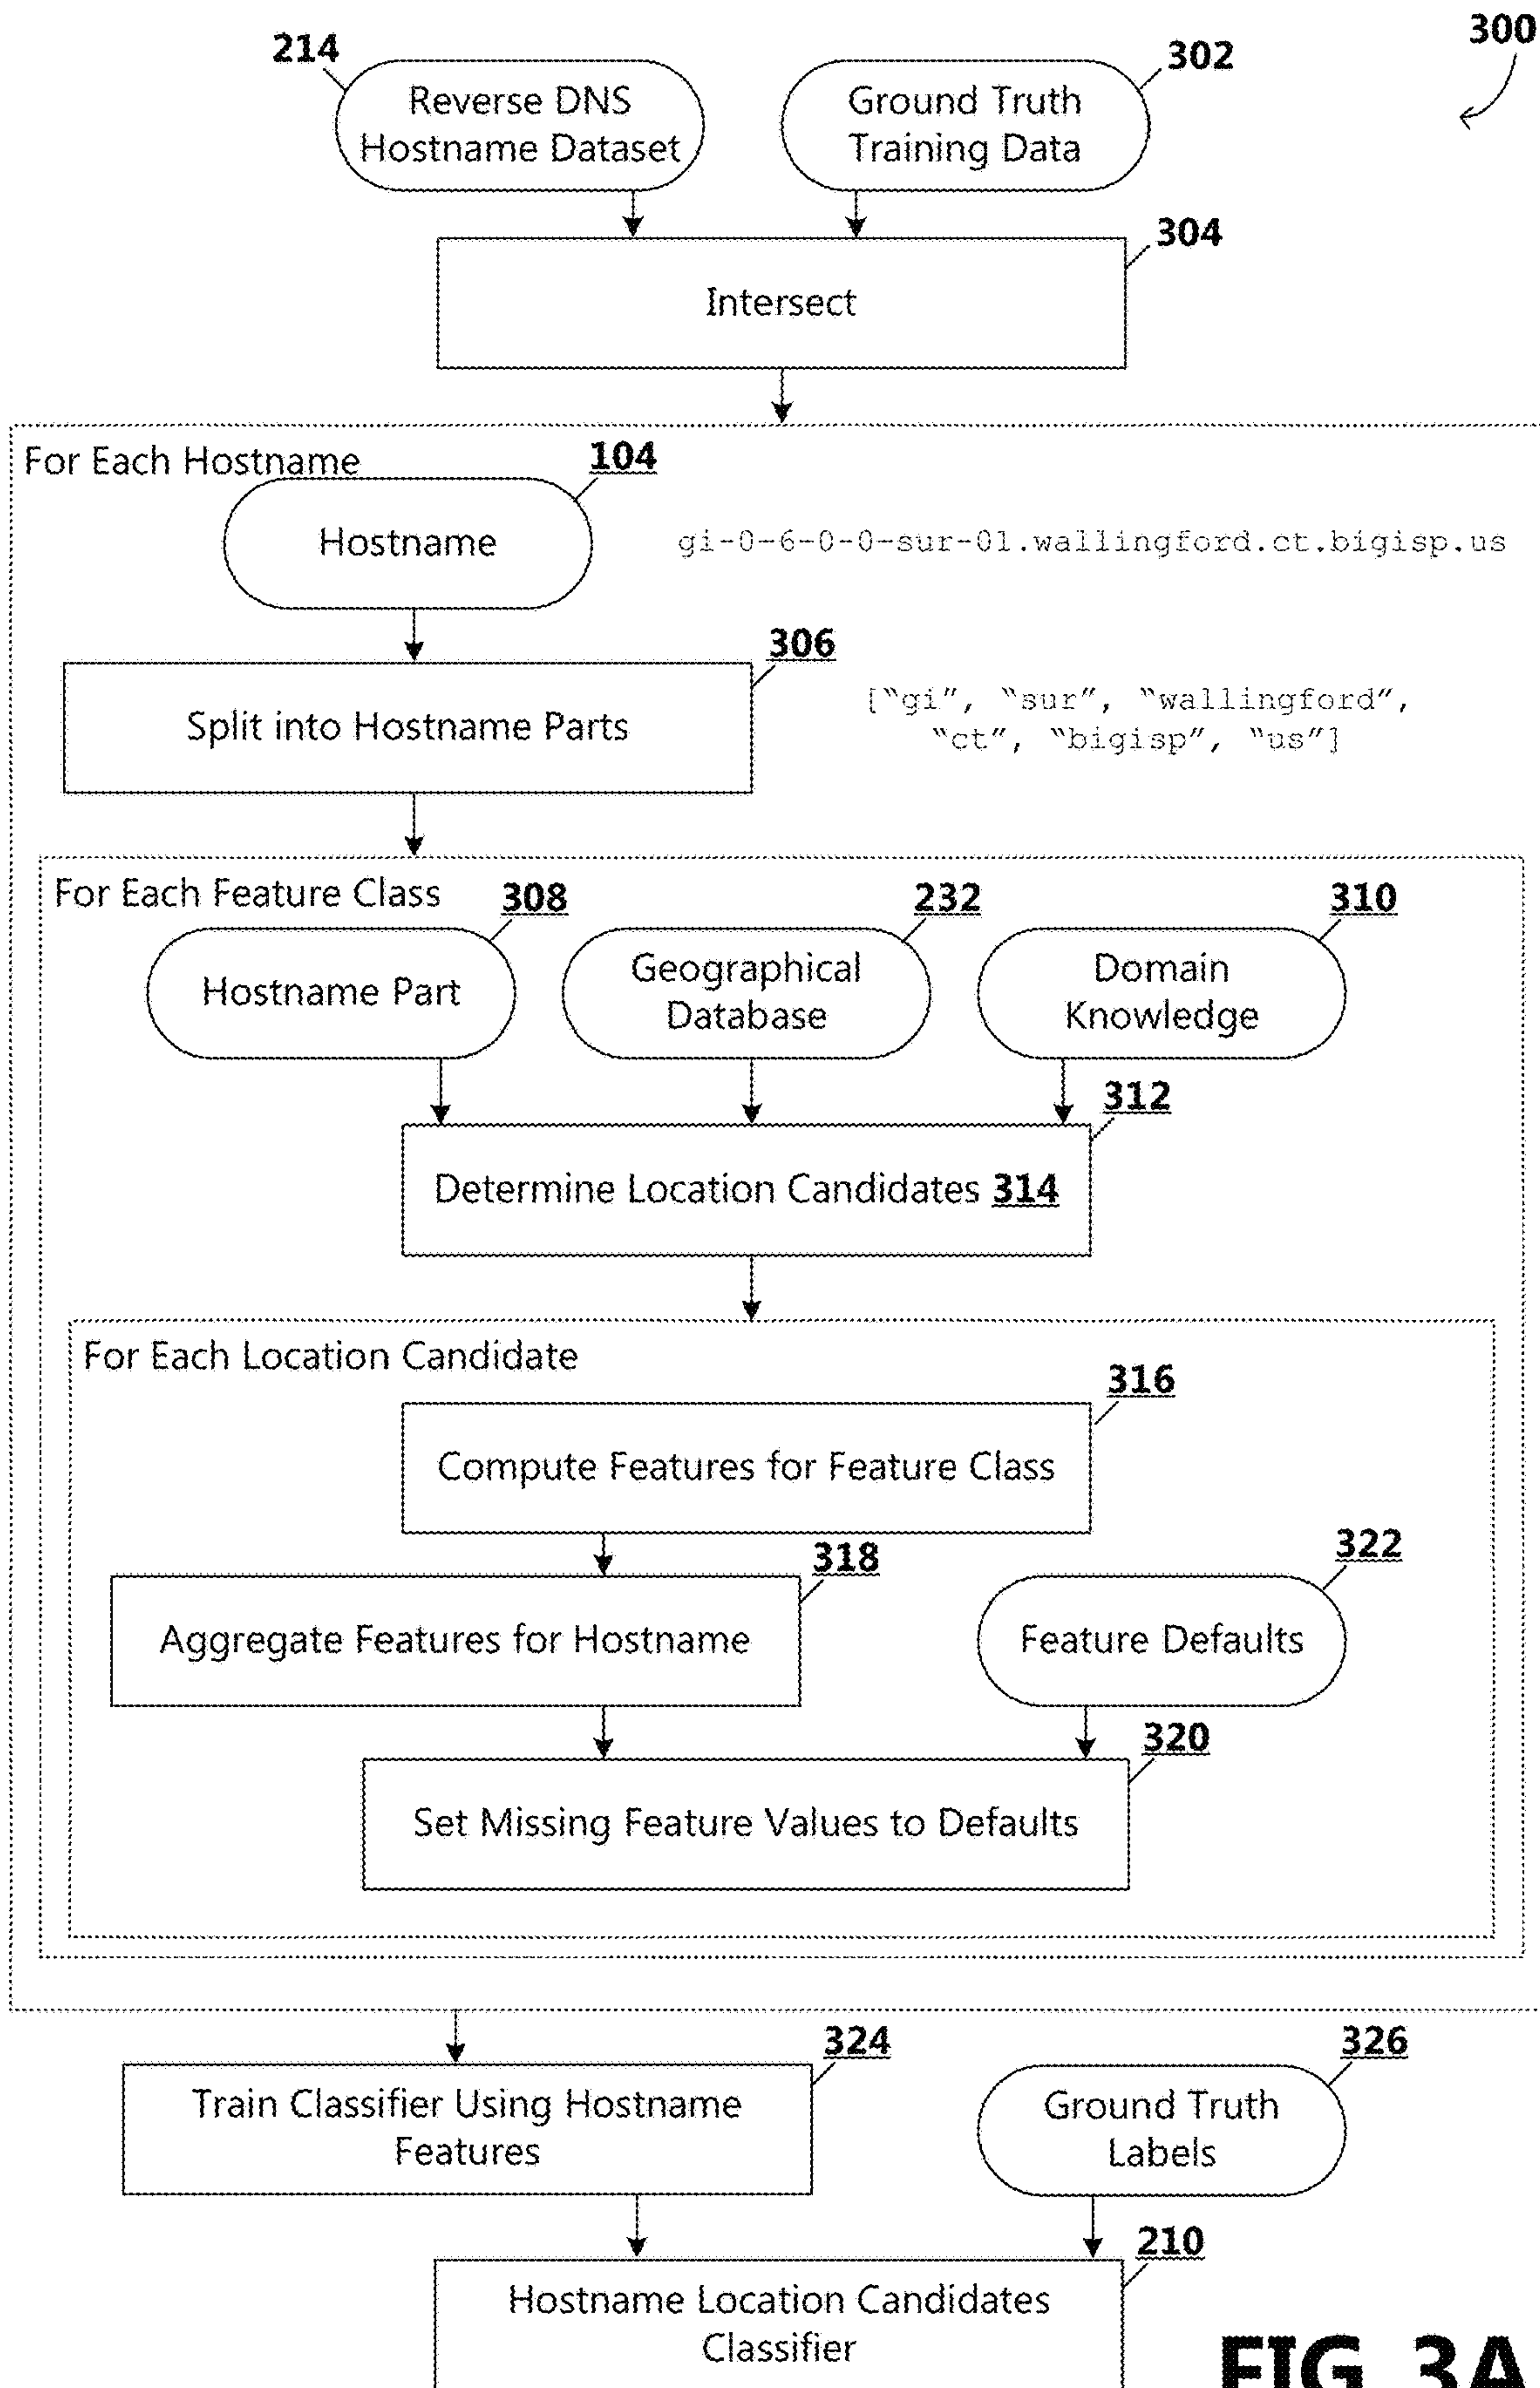 300
214
302
Reverse DNS
Hostname Dataset
Ground Truth
Training Data
304
Intersect
For Each Hostname
104
Hostname
gi-0-6-0-0-sur-01.wallingford.ct.bigisp.us
306
Split into Hostname Parts
[“gi”, “sur”, “wallingford”,
“ct”, “bigisp”, “us”]
For Each Feature Class
308
232
310
Hostname Part
Geographical
Database
Domain
Knowledge
312
Determine Location Candidates 314
For Each Location Candidate
316
Compute Features for Feature Class
318
322
Aggregate Features for Hostname
Feature Defaults
320
Set Missing Feature Values to Defaults
324
326
Train Classifier Using Hostname
Features
Ground Truth
Labels
210
Hostname Location Candidates
Classifier
FIG. 3A